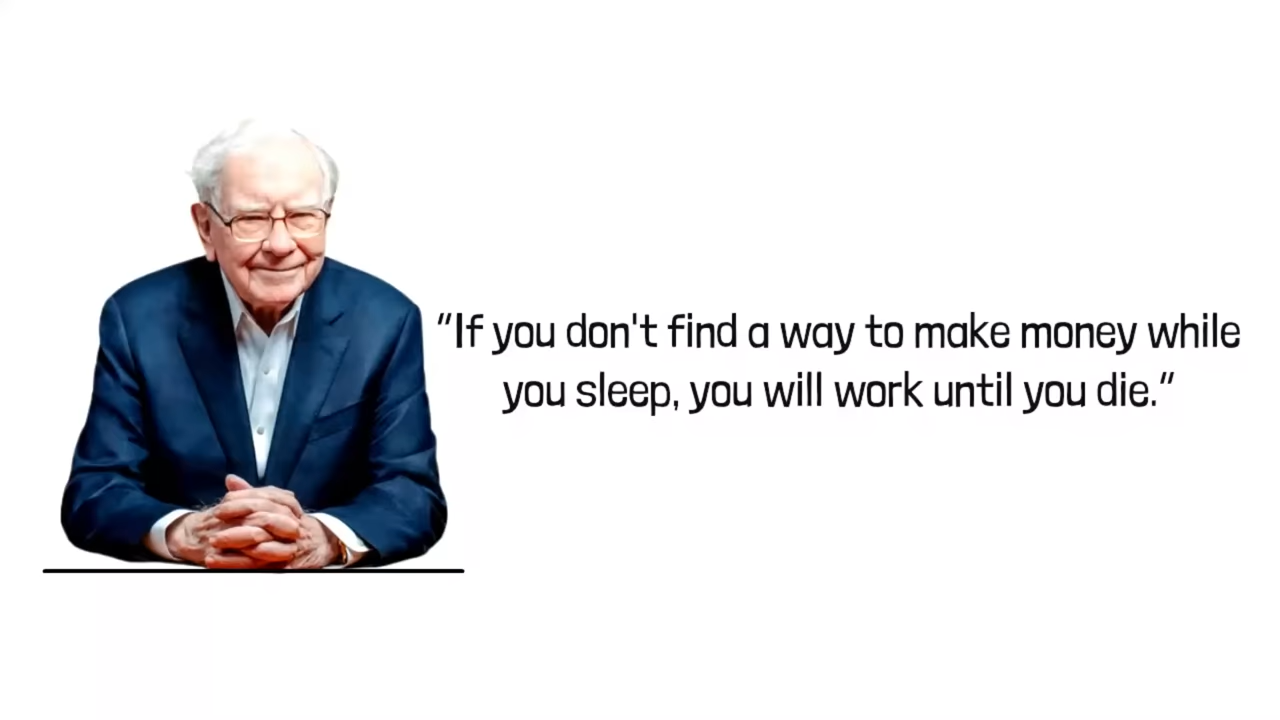 “If you don't find a way to make money while
you sleep, you will work until you die.”